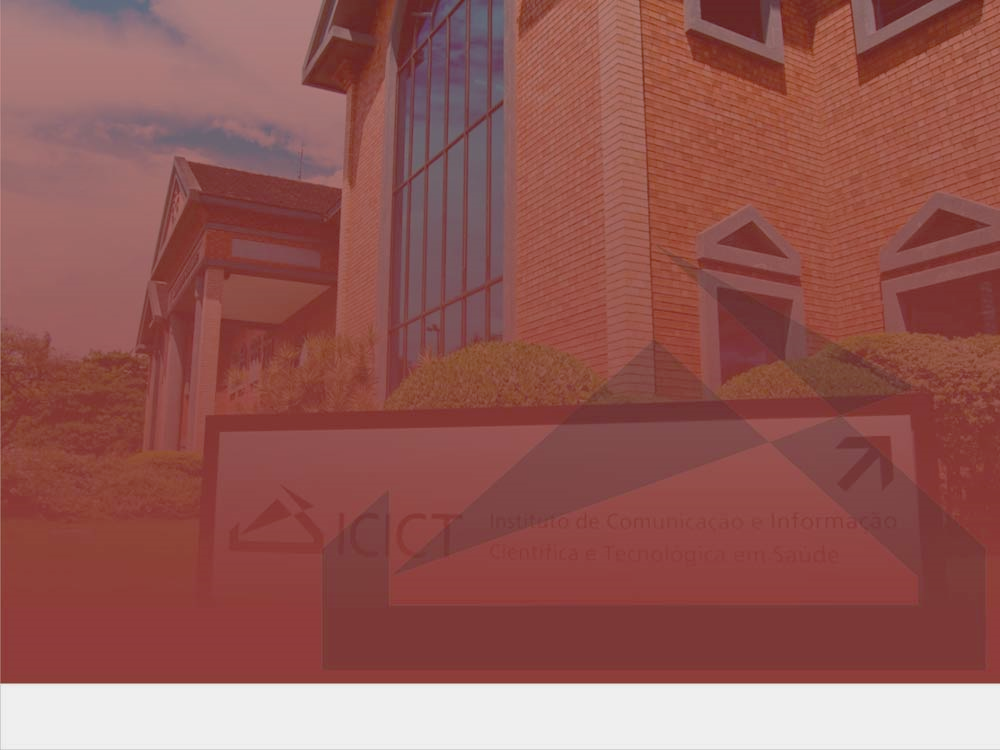 ICICT
Instituto de Comunicação e Informação
Científica e Tecnológica em Saúde